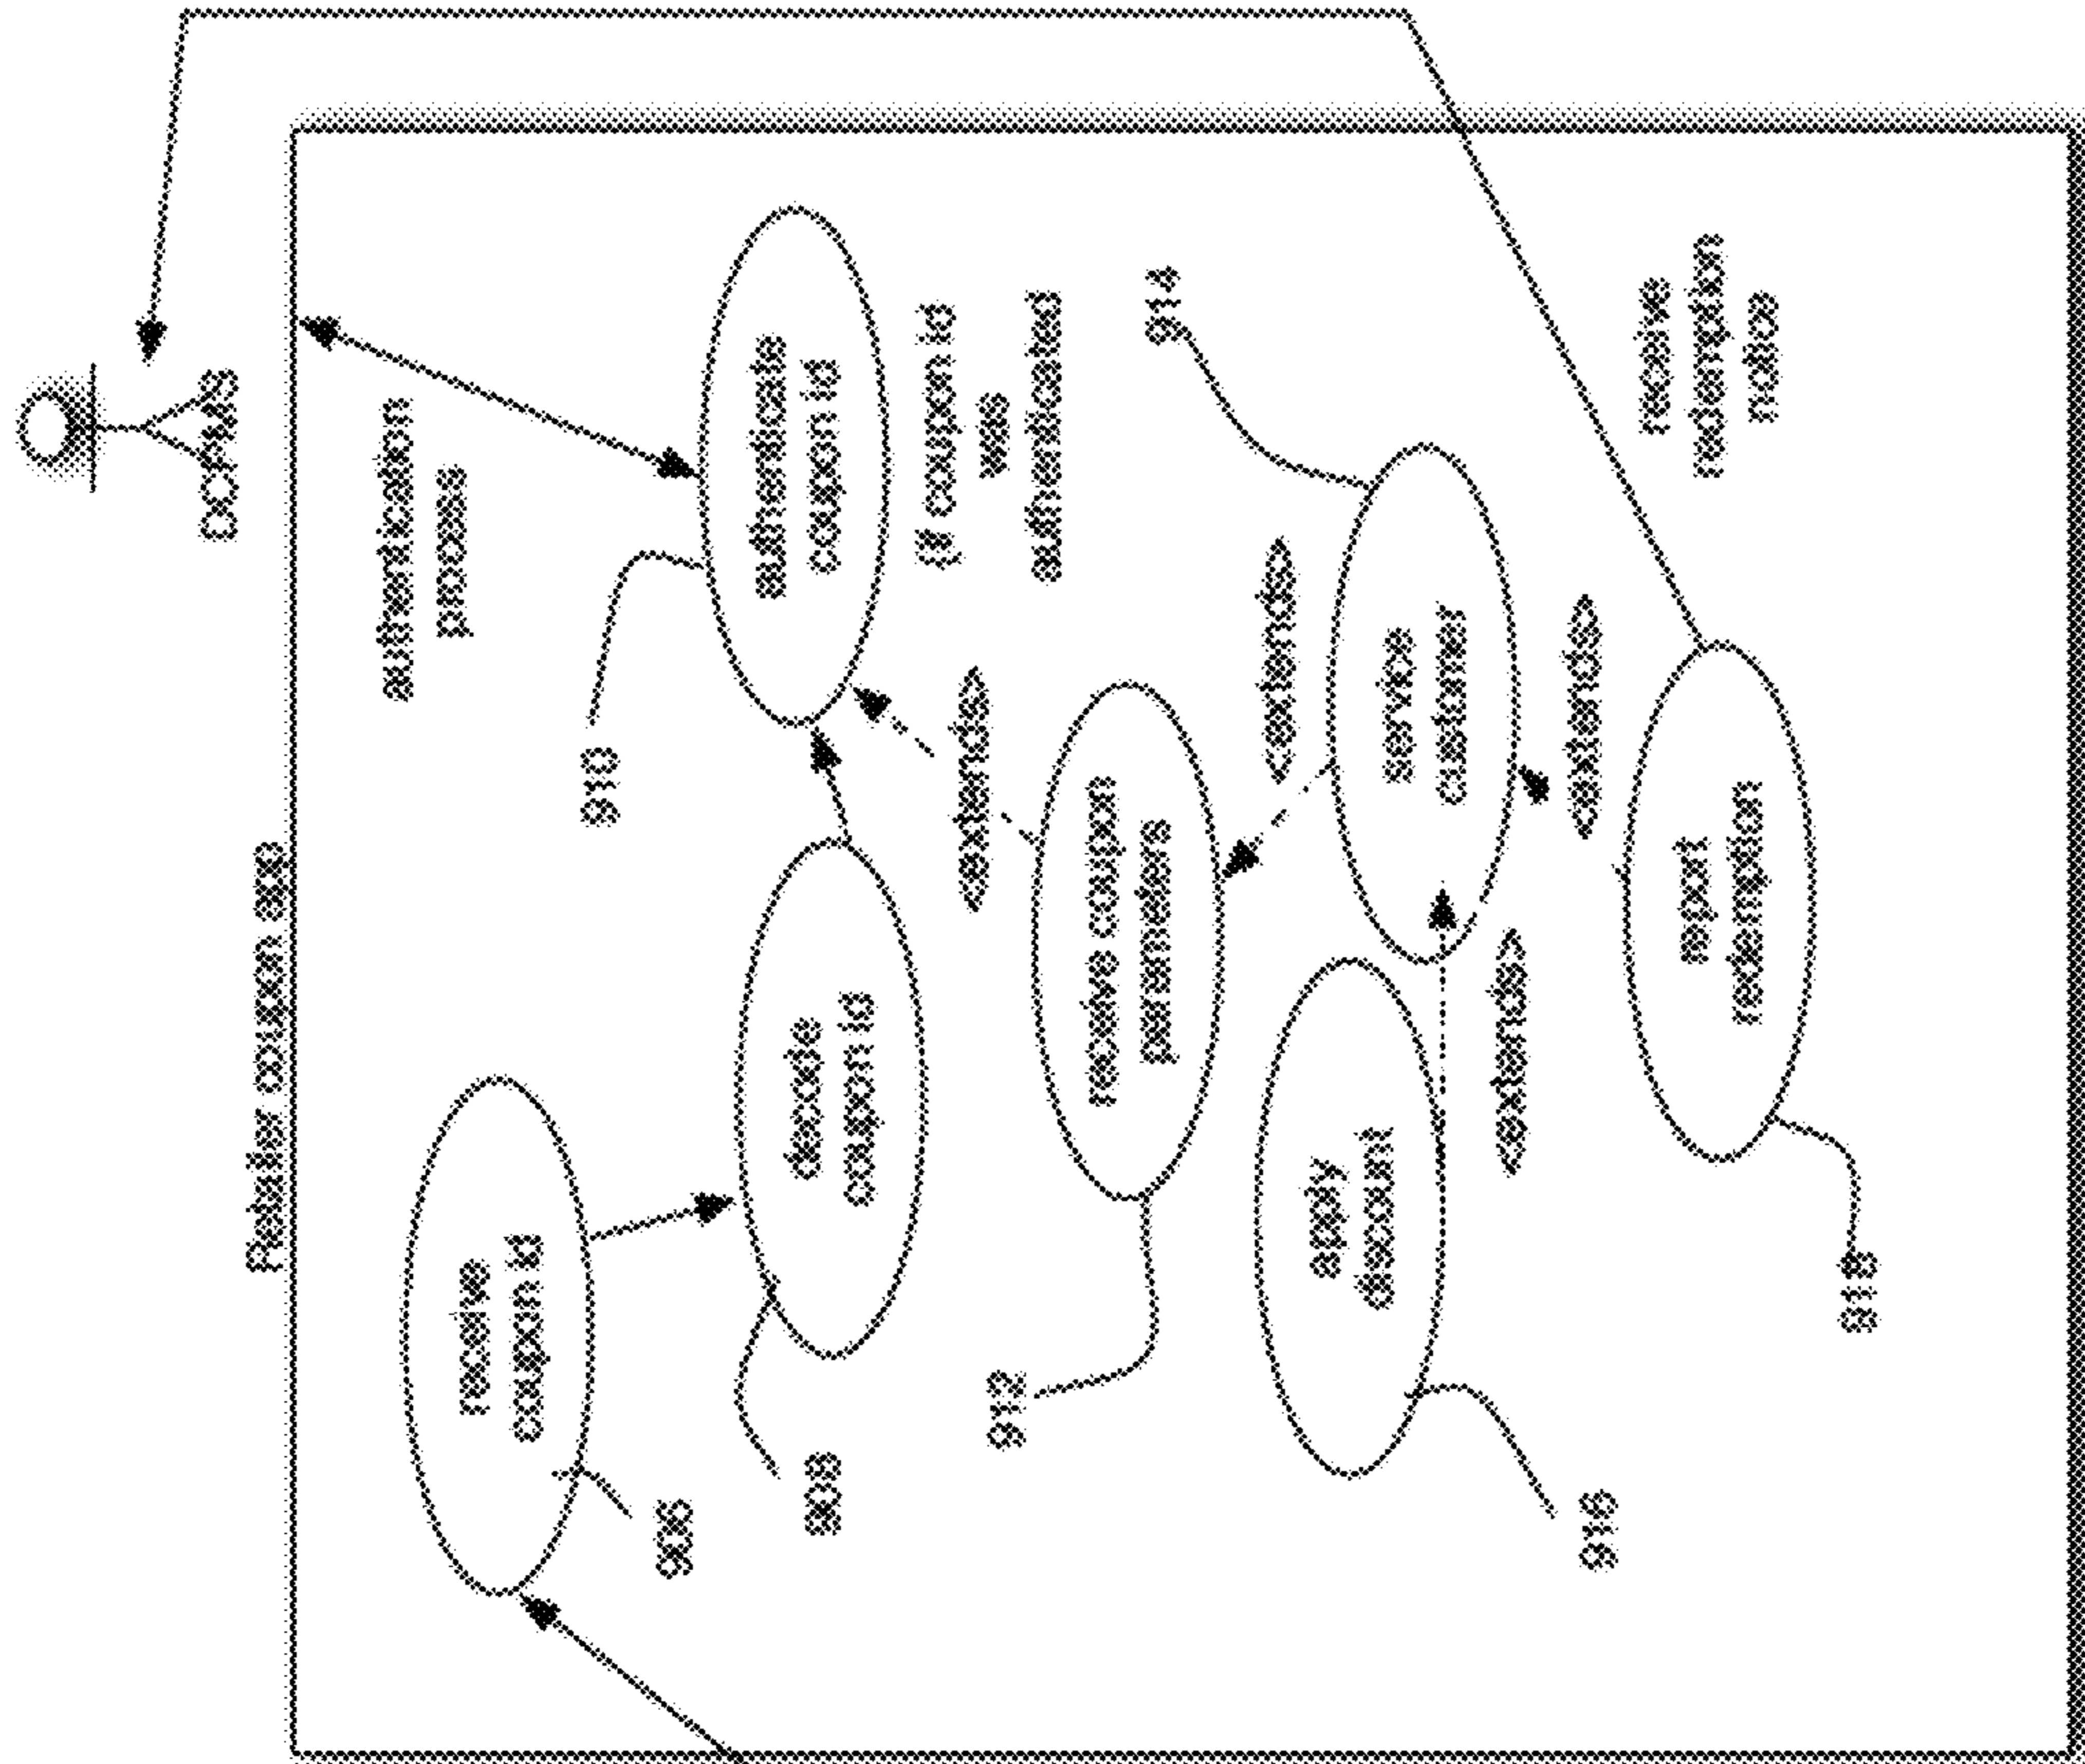 Retailer coupon app
authentication
process
receive
coupon id
910
906
authenticate
coupon id
decode
coupon id
908
(if coupon id
was
authenticated
<extends>
912
receive coupon
parameters
914
<extends>
apply
discount
service
customer
<extends>
<extends>
916
receive
redemption
notice
report
redemption
918